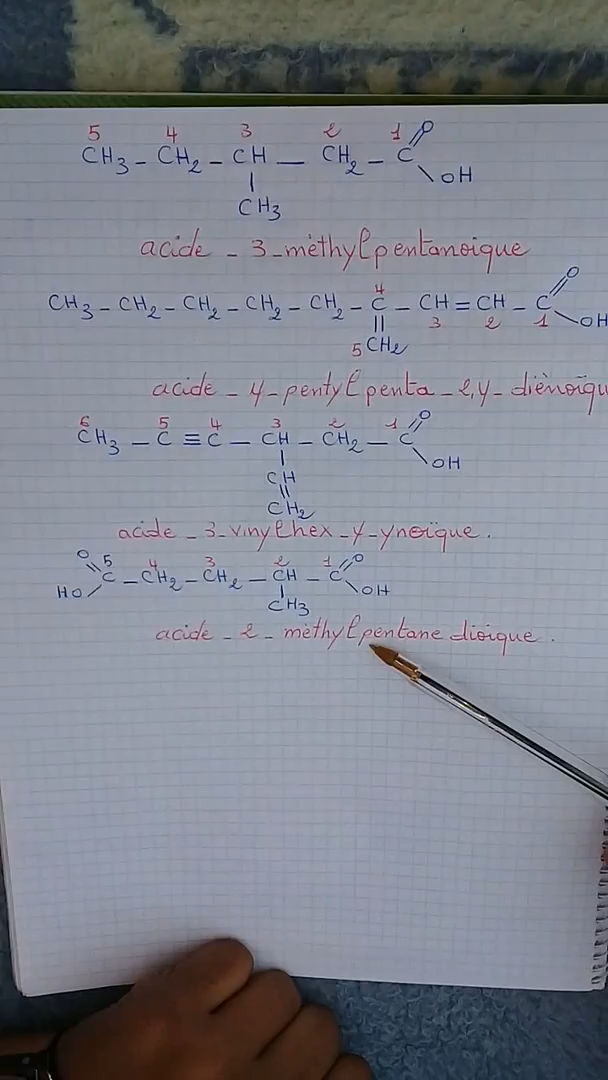 5 4 3 2 1 O
CH3 - CH2 - CH - CH2 - C
OH
CH3
acide - 3 - méthylpentanoïque
O
4
CH3 - CH2 - CH2 - CH2 - CH2 - C - CH = CH - C
3 2 1 OH
5 CH2
acide - 4 - pentylpenta - 2,4 - diènoïqu
6 5 4 3 2 1 O
CH3 - C ≡ C - CH - CH2 - C
OH
CH
CH2
acide - 3 - vinylhex - 4 - ynoïque.
O 5 4 3 2 1 O
C - CH2 - CH2 - CH - C
HO OH
CH3
acide - 2 - méthylpentane dioïque.